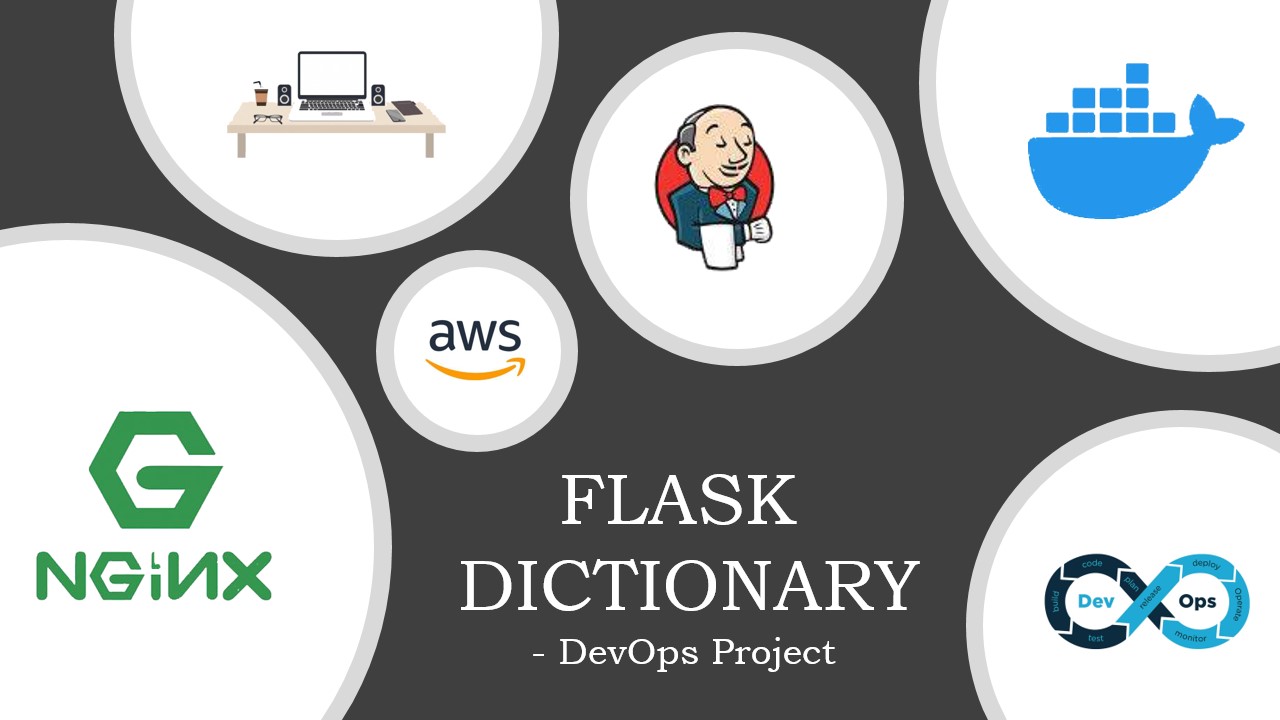 aws
NGiNX
FLASK
DICTIONARY
- DevOps Project
Dev
Ops
code
plan
build
test
release
deploy
Operate
monitor